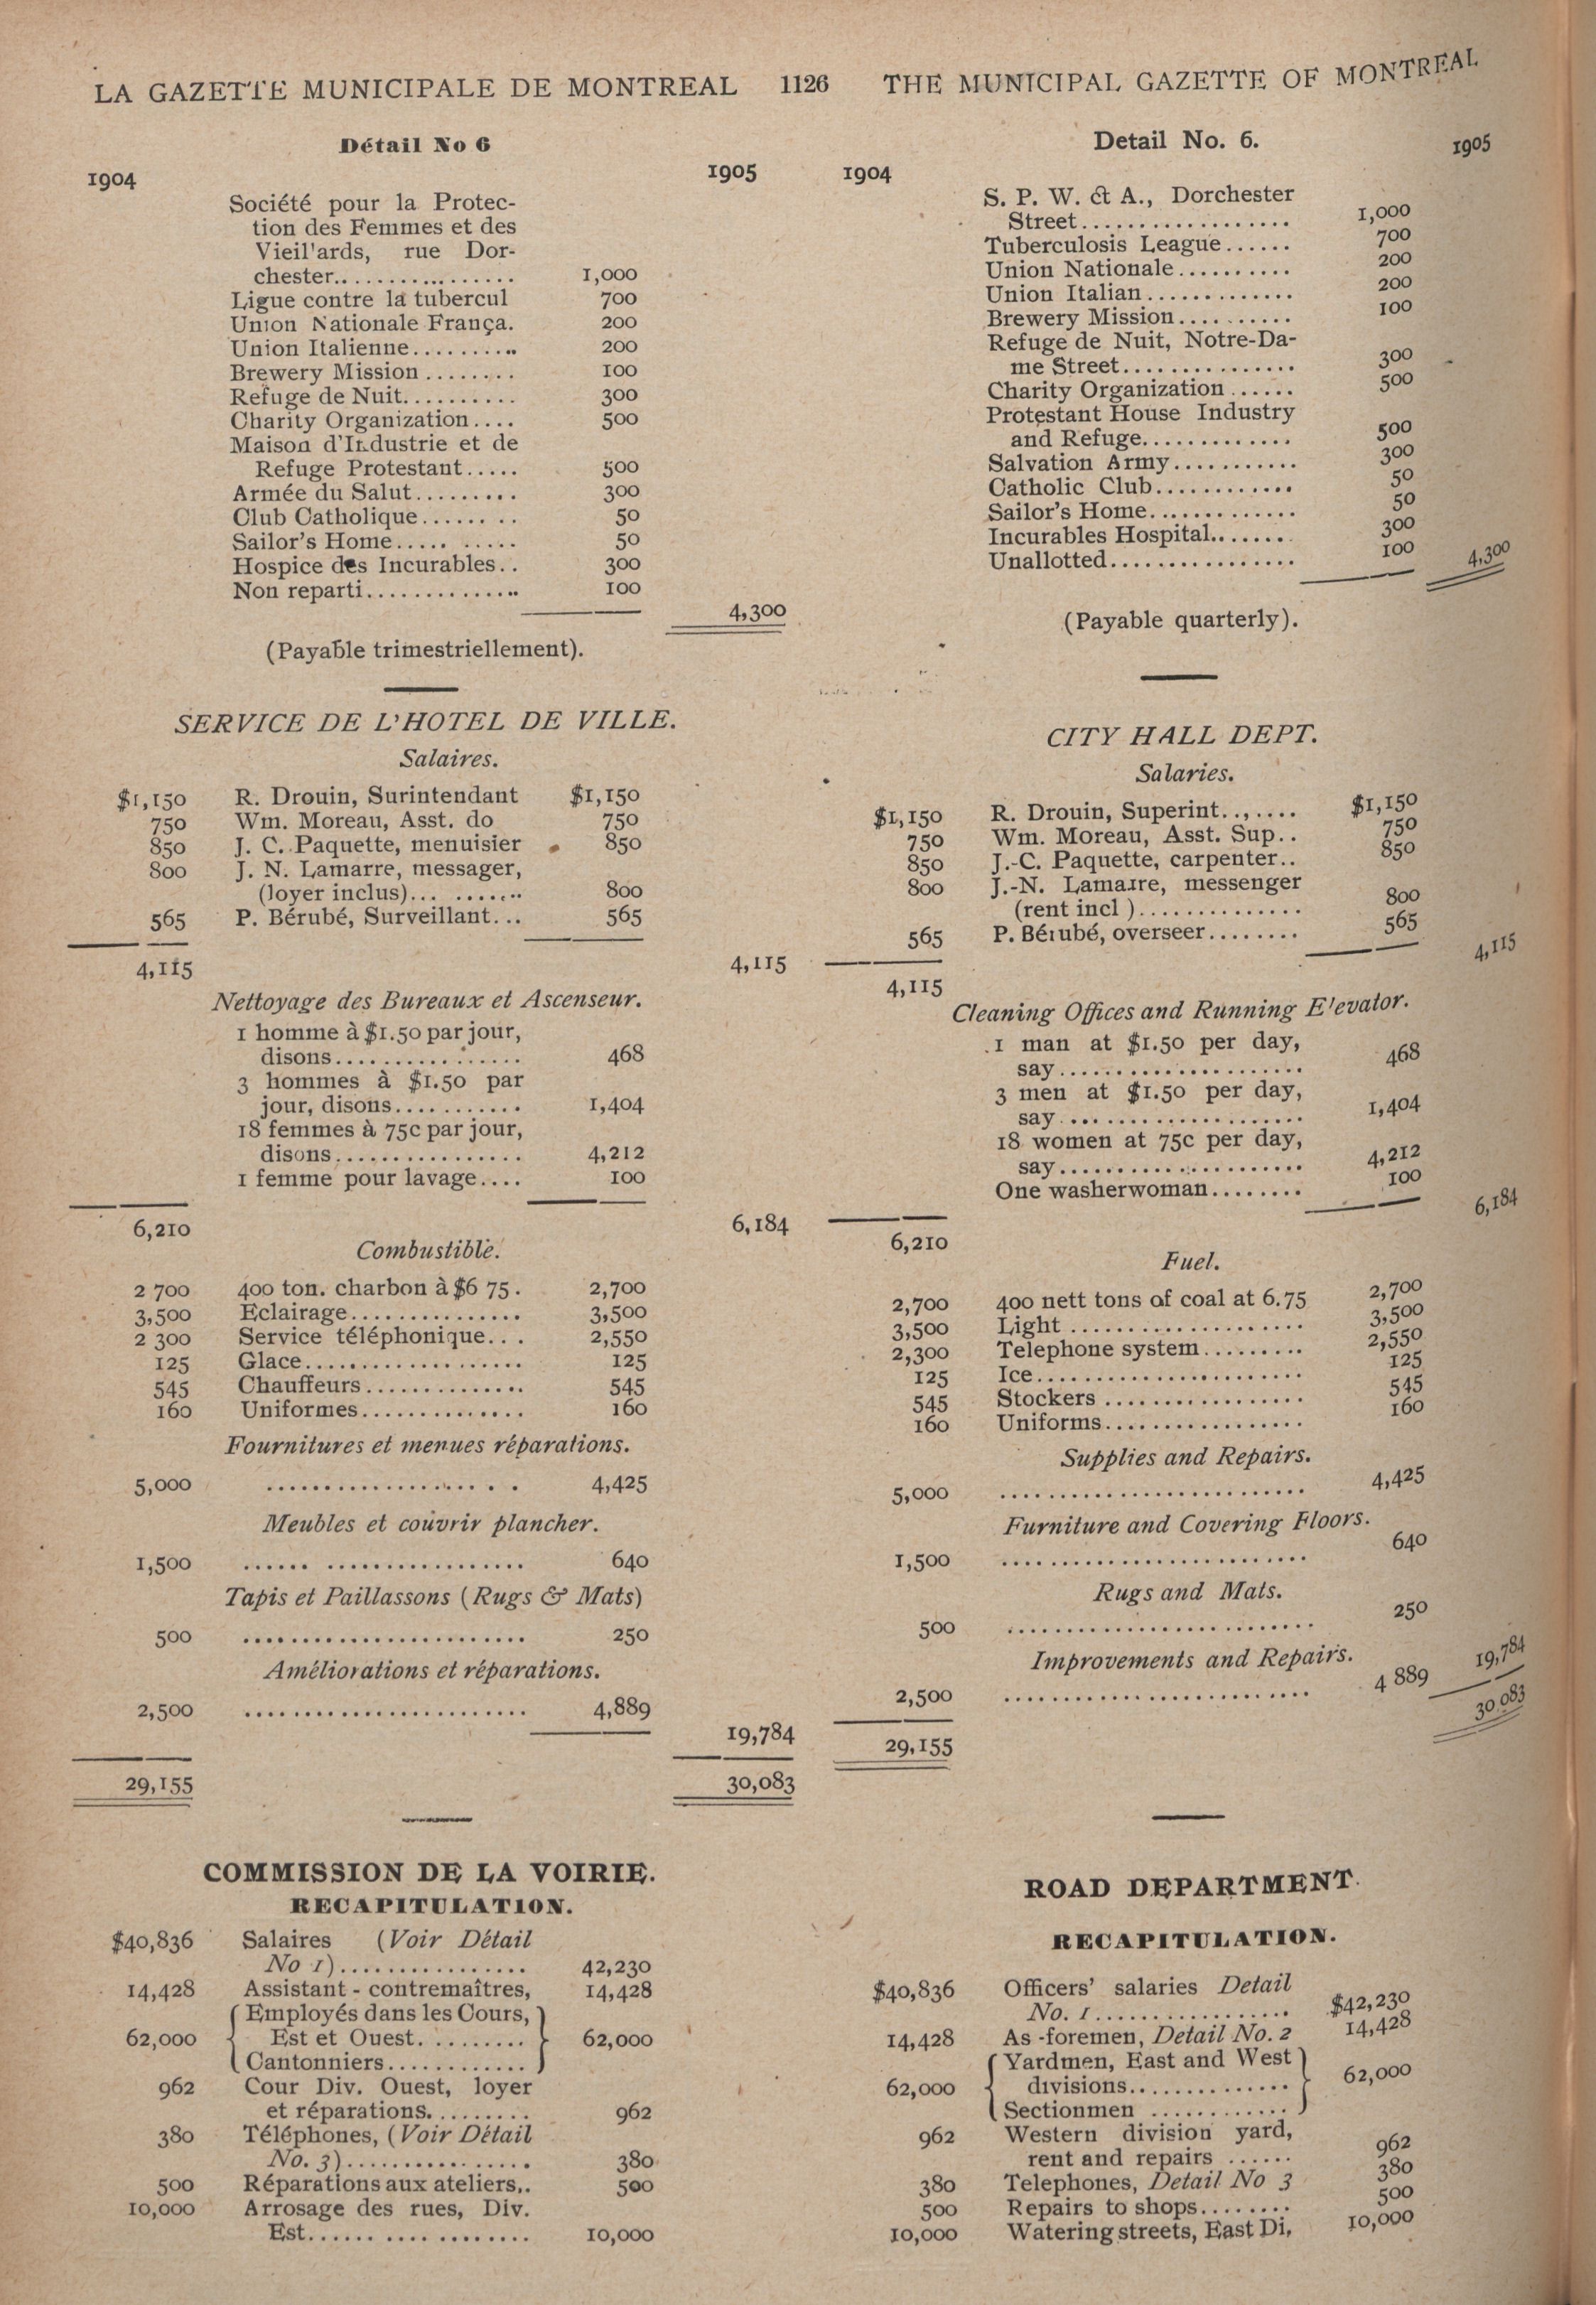 LA GAZETTE MUNICIPALE DE MONTREAL 1126 THE MUNICIPAL GAZETTE OF MONTREAL
Détail No 6
1904 1905
Société pour la Protec-
tion des Femmes et des
Vieil'ards, rue Dor-
chester................ 1,000
Ligue contre la tubercul 700
Union Nationale França. 200
Union Italienne.......... 200
Brewery Mission........ 100
Refuge de Nuit.......... 300
Charity Organization.... 500
Maison d'Industrie et de
Refuge Protestant..... 500
Armée du Salut......... 300
Club Catholique........ 50
Sailor's Home..... ..... 50
Hospice des Incurables.. 300
Non reparti.............. 100
4,300
(Payable trimestriellement).
SERVICE DE L'HOTEL DE VILLE.
Salaires.
$1,150 R. Drouin, Surintendant $1,150
750 Wm. Moreau, Asst. do 750
850 J. C. Paquette, menuisier 850
800 J. N. Lamarre, messager,
(loyer inclus)... ....... 800
565 P. Bérubé, Surveillant... 565
4,115 4,115
Nettoyage des Bureaux et Ascenseur.
1 homme à $1.50 par jour,
disons................ 468
3 hommes à $1.50 par
jour, disons........... 1,404
18 femmes à 75c par jour,
disons................ 4,212
1 femme pour lavage.... 100
6,210 6,184
Combustible.
2 700 400 ton. charbon à $6 75. 2,700
3,500 Eclairage............... 3,500
2 300 Service téléphonique... 2,550
125 Glace................... 125
545 Chauffeurs.............. 545
160 Uniformes.............. 160
Fournitures et menues réparations.
5,000 ..................... 4,425
Meubles et couvrir plancher.
1,500 ...... ................. 640
Tapis et Paillassons (Rugs & Mats)
500 ........................ 250
Améliorations et réparations.
2,500 ........................ 4,889
19,784
29,155 30,083
COMMISSION DE LA VOIRIE.
RECAPITULATION.
$40,836 Salaires (Voir Détail
No 1)................ 42,230
14,428 Assistant - contremaîtres, 14,428
Employés dans les Cours,
62,000 Est et Ouest......... 62,000
Cantonniers............
962 Cour Div. Ouest, loyer
et réparations......... 962
380 Téléphones, (Voir Détail
No. 3)................ 380
500 Réparations aux ateliers,. 500
10,000 Arrosage des rues, Div.
Est...... .... ........ 10,000
Detail No. 6.
1904 1905
S. P. W. & A., Dorchester
Street.................. 1,000
Tuberculosis League...... 700
Union Nationale.......... 200
Union Italian............. 200
Brewery Mission.......... 100
Refuge de Nuit, Notre-Da-
me Street............... 300
Charity Organization...... 500
Protestant House Industry
and Refuge............. 500
Salvation Army........... 300
Catholic Club............ 50
Sailor's Home............. 50
Incurables Hospital........ 300
Unallotted................ 100 4,300
(Payable quarterly).
CITY HALL DEPT.
Salaries.
$1,150 R. Drouin, Superint..,.... $1,150
750 Wm. Moreau, Asst. Sup.. 750
850 J.-C. Paquette, carpenter.. 850
800 J.-N. Lamarre, messenger
(rent incl )............... 800
565 P. Bérubé, overseer........ 565
4,115 4,115
Cleaning Offices and Running E'evator.
1 man at $1.50 per day,
say..................... 468
3 men at $1.50 per day,
say..................... 1,404
18 women at 75c per day,
say..................... 4,212
One washerwoman........ 100
6,210 6,184
Fuel.
2,700 400 nett tons of coal at 6.75 2,700
3,500 Light.................... 3,500
2,300 Telephone system......... 2,550
125 Ice....................... 125
545 Stockers................. 545
160 Uniforms................. 160
Supplies and Repairs.
5,000 .......................... 4,425
Furniture and Covering Floors.
1,500 .......................... 640
Rugs and Mats.
500 .......................... 250
Improvements and Repairs.
2,500 .......................... 4 889 19,784
29,155 30,083
ROAD DEPARTMENT.
RECAPITULATION.
$40,836 Officers' salaries Detail
No. 1.................. $42,230
14,428 As -foremen, Detail No. 2 14,428
Yardmen, East and West
62,000 divisions.............. 62,000
Sectionmen............
962 Western division yard,
rent and repairs...... 962
380 Telephones, Detail No 3 380
500 Repairs to shops........ 500
10,000 Watering streets, East Di, 10,000